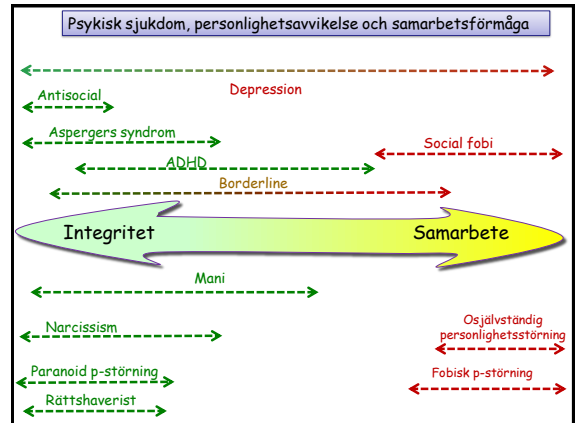 Psykisk sjukdom, personlighetsavvikelse och samarbetsförmåga
Depression
Antisocial
Aspergers syndrom
Social fobi
ADHD
Borderline
Integritet
Samarbete
Mani
Narcissism
Osjälvständig
personlighetsstörning
Paranoid p-störning
Fobisk p-störning
Rättshaverist